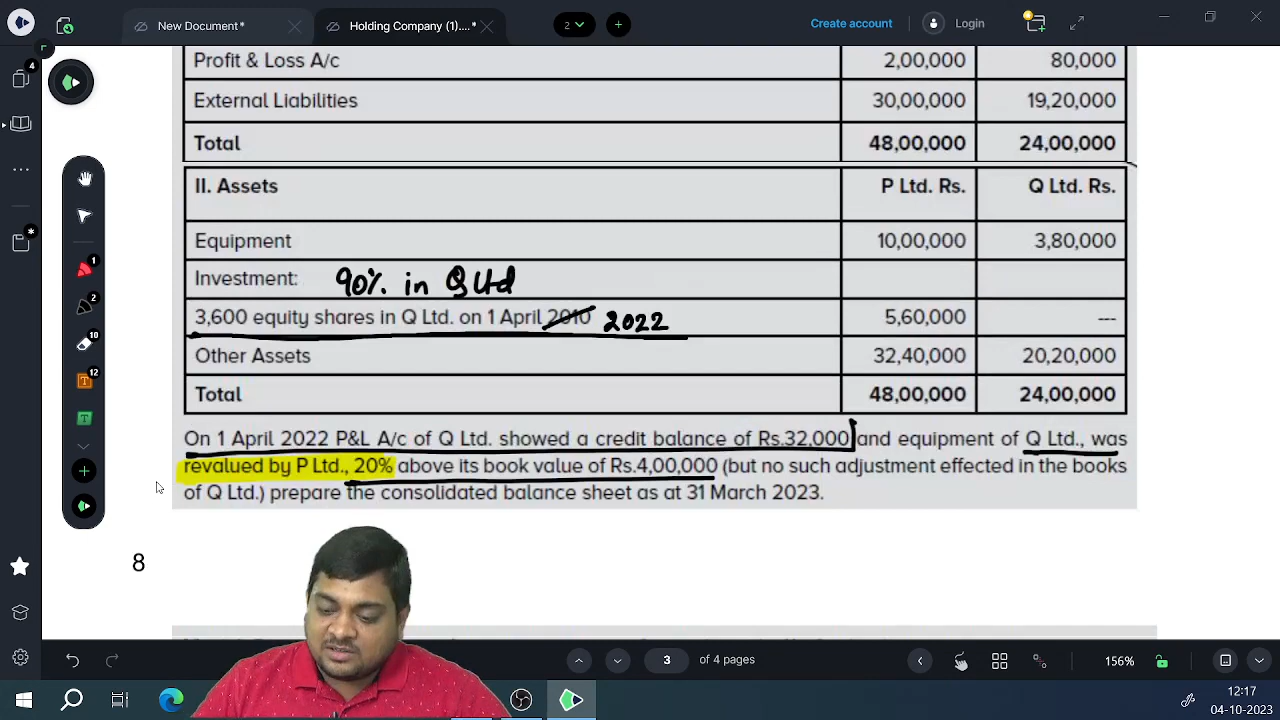 New Document*
Holding Company (1)....*
2
Create account
Login
4
Profit & Loss A/c 2,00,000 80,000
External Liabilities 30,00,000 19,20,000
Total 48,00,000 24,00,000
II. Assets P Ltd. Rs. Q Ltd. Rs.
Equipment 10,00,000 3,80,000
Investment: 90% in Q Ltd
3,600 equity shares in Q Ltd. on 1 April 2010 2022 5,60,000 ---
Other Assets 32,40,000 20,20,000
Total 48,00,000 24,00,000
On 1 April 2022 P&L A/c of Q Ltd. showed a credit balance of Rs.32,000 and equipment of Q Ltd., was
revalued by P Ltd., 20% above its book value of Rs.4,00,000 (but no such adjustment effected in the books
of Q Ltd.) prepare the consolidated balance sheet as at 31 March 2023.
1
2
10
12
T
T
8
3 of 4 pages
156%
12:17
04-10-2023